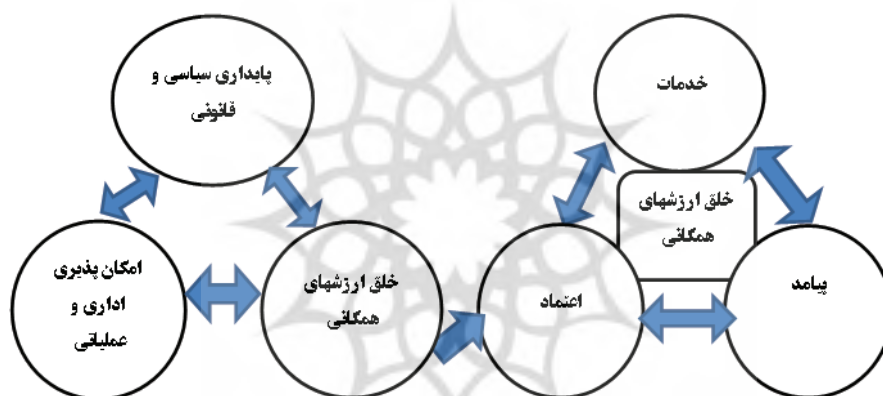 پایداری سیاسی و
قانونی
خدمات
خلق ارزشهای
همگانی
امکان پذیری
اداری و
عملیاتی
خلق ارزشهای
همگانی
اعتماد
پیامد